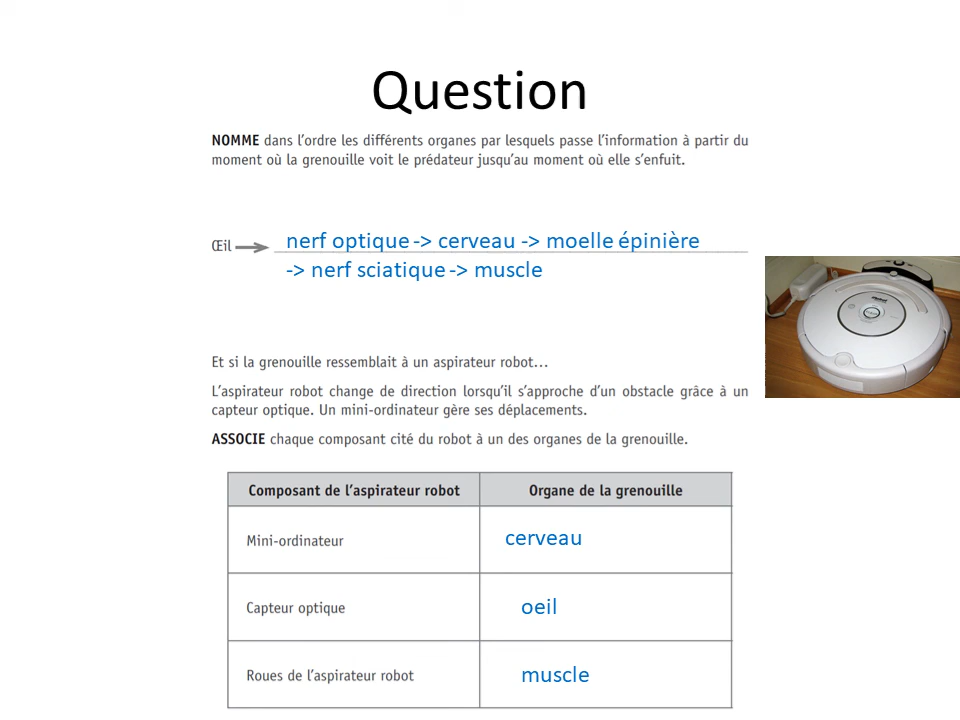 Question
NOMME dans l'ordre les différents organes par lesquels passe l'information à partir du
moment où la grenouille voit le prédateur jusqu'au moment où elle s'enfuit.
Œil nerf optique -> cerveau -> moelle épinière
-> nerf sciatique -> muscle
Et si la grenouille ressemblait à un aspirateur robot…
L'aspirateur robot change de direction lorsqu'il s'approche d'un obstacle grâce à un
capteur optique. Un mini-ordinateur gère ses déplacements.
ASSOCIE chaque composant cité du robot à un des organes de la grenouille.
Composant de l'aspirateur robot Organe de la grenouille
Mini-ordinateur cerveau
Capteur optique oeil
Roues de l'aspirateur robot muscle